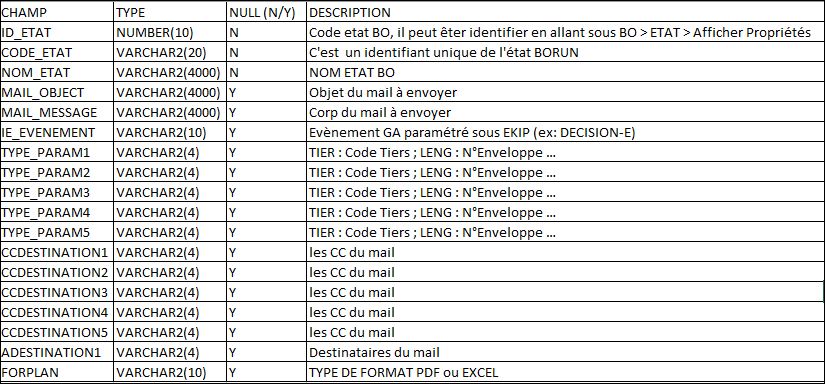 CHAMP TYPE NULL (N/Y) DESCRIPTION
ID_ETAT NUMBER(10) N Code etat BO, il peut êter identifier en allant sous BO > ETAT > Afficher Propriétés
CODE_ETAT VARCHAR2(20) N C'est un identifiant unique de l'état BORUN
NOM_ETAT VARCHAR2(4000) N NOM ETAT BO
MAIL_OBJECT VARCHAR2(4000) Y Objet du mail à envoyer
MAIL_MESSAGE VARCHAR2(4000) Y Corp du mail à envoyer
IE_EVENEMENT VARCHAR2(10) Y Evènement GA paramétré sous EKIP (ex: DECISION-E)
TYPE_PARAM1 VARCHAR2(4) Y TIER : Code Tiers ; LENG : N°Enveloppe ...
TYPE_PARAM2 VARCHAR2(4) Y TIER : Code Tiers ; LENG : N°Enveloppe ...
TYPE_PARAM3 VARCHAR2(4) Y TIER : Code Tiers ; LENG : N°Enveloppe ...
TYPE_PARAM4 VARCHAR2(4) Y TIER : Code Tiers ; LENG : N°Enveloppe ...
TYPE_PARAM5 VARCHAR2(4) Y TIER : Code Tiers ; LENG : N°Enveloppe ...
CCDESTINATION1 VARCHAR2(4) Y les CC du mail
CCDESTINATION2 VARCHAR2(4) Y les CC du mail
CCDESTINATION3 VARCHAR2(4) Y les CC du mail
CCDESTINATION4 VARCHAR2(4) Y les CC du mail
CCDESTINATION5 VARCHAR2(4) Y les CC du mail
ADESTINATION1 VARCHAR2(4) Y Destinataires du mail
FORPLAN VARCHAR2(10) Y TYPE DE FORMAT PDF ou EXCEL